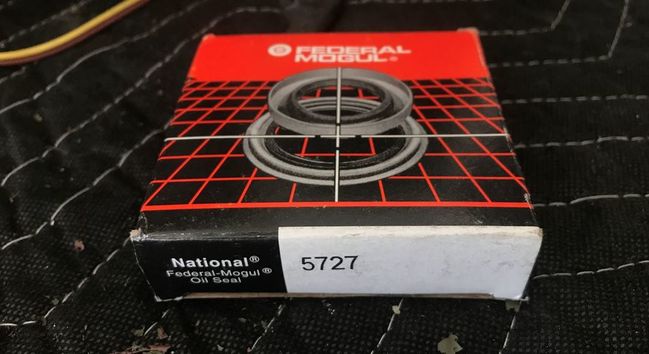 FEDERAL
MOGUL®
National®
Federal-Mogul®
Oil Seal
5727